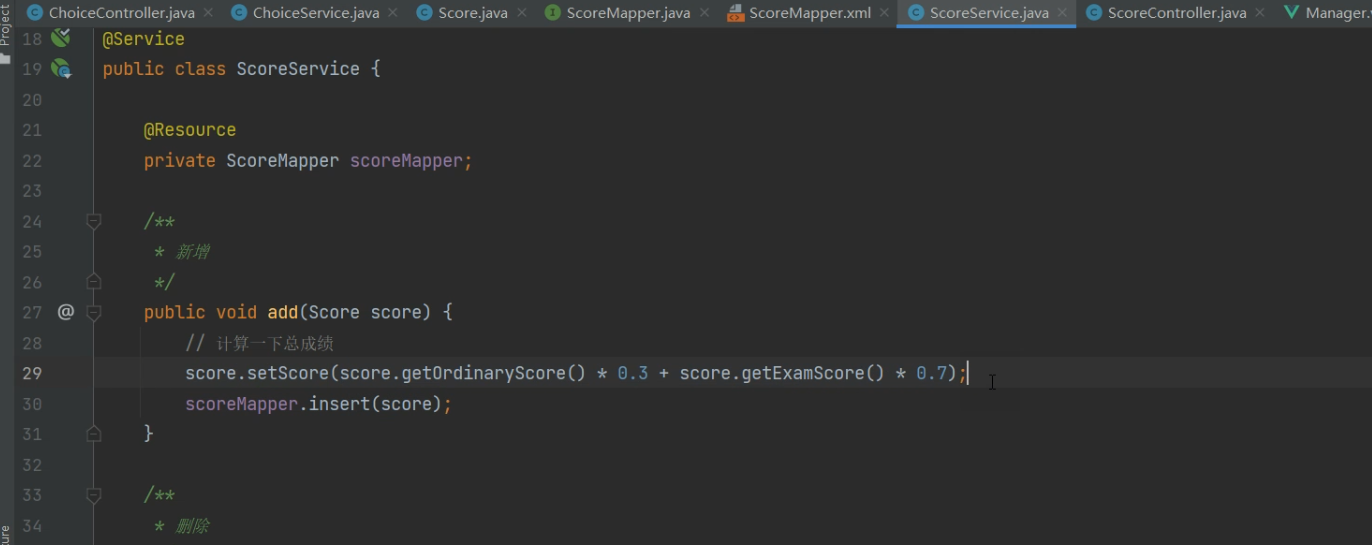 Project
ChoiceController.java × ChoiceService.java × Score.java × ScoreMapper.java × ScoreMapper.xml × ScoreService.java × ScoreController.java × Manager.v
18 @Service
19 public class ScoreService {
20
21 @Resource
22 private ScoreMapper scoreMapper;
23
24 /**
25 * 新增
26 */
27 @ public void add(Score score) {
28 // 计算一下总成绩
29 score.setScore(score.getOrdinaryScore() * 0.3 + score.getExamScore() * 0.7);
30 scoreMapper.insert(score);
31 }
32
33 /**
34 * 删除
ure